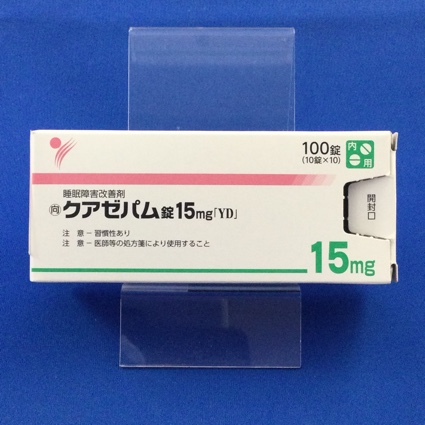 100錠
(10錠×10)
内
用
睡眠障害改善剤
向 クアゼパム錠15mg「YD」
開封口
注 意－習慣性あり
注 意－医師等の処方箋により使用すること
15mg